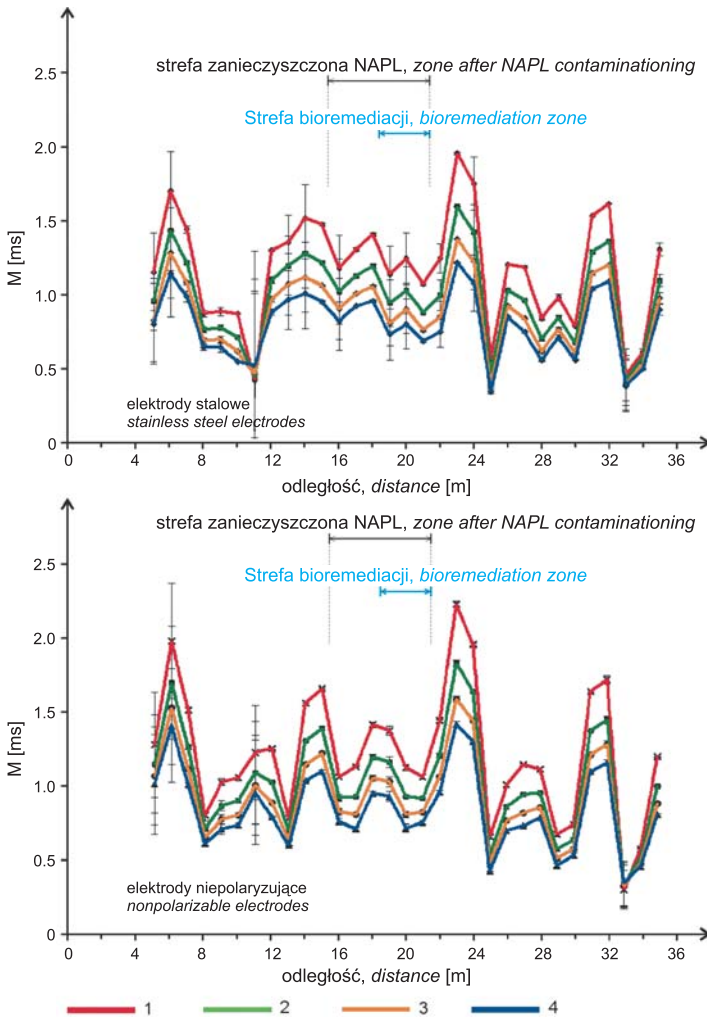 strefa zanieczyszczona NAPL, zone after NAPL contaminationing
Strefa bioremediacji, bioremediation zone
M [ms]
2.5
2.0
1.5
1.0
0.5
0
elektrody stalowe
stainless steel electrodes
0 4 8 12 16 20 24 28 32 36
odległość, distance [m]
strefa zanieczyszczona NAPL, zone after NAPL contaminationing
Strefa bioremediacji, bioremediation zone
M [ms]
2.5
2.0
1.5
1.0
0.5
0
elektrody niepolaryzujące
nonpolarizable electrodes
0 4 8 12 16 20 24 28 32 36
odległość, distance [m]
1 2 3 4